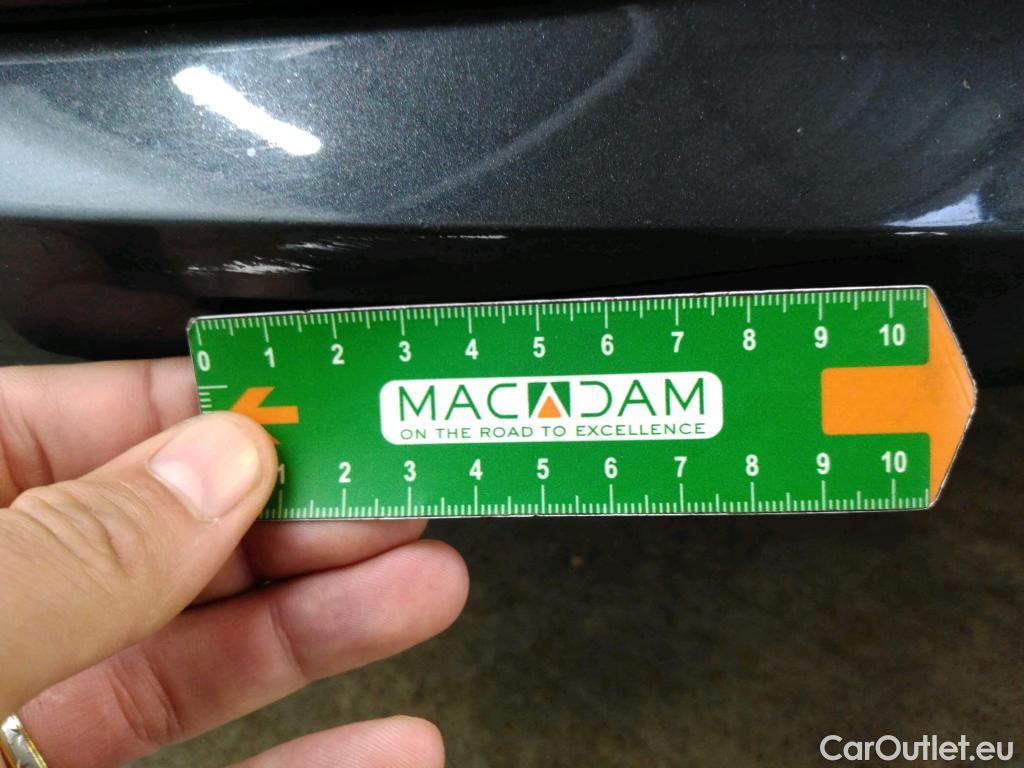 0 1 2 3 4 5 6 7 8 9 10
MACADAM
ON THE ROAD TO EXCELLENCE
1 2 3 4 5 6 7 8 9 10
CarOutlet.eu